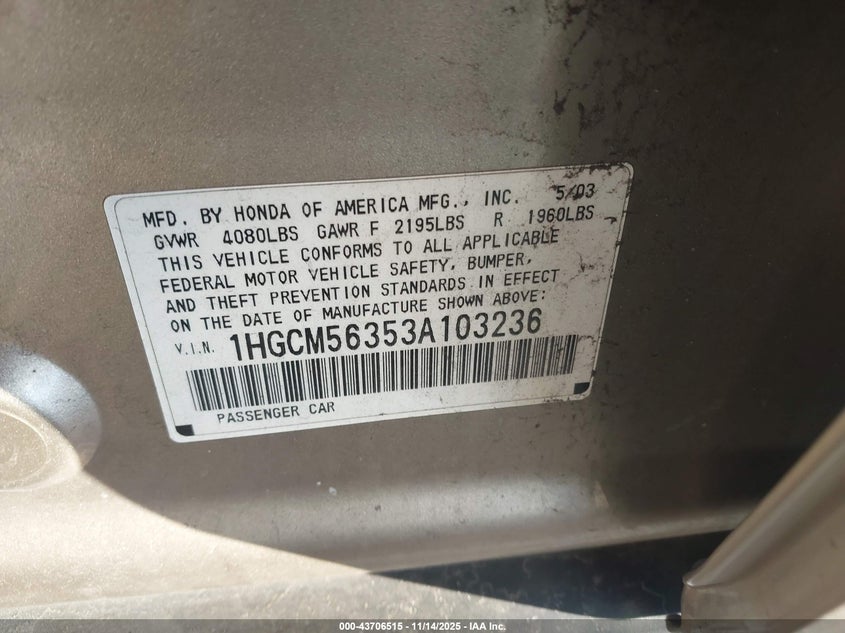 MFD. BY HONDA OF AMERICA MFG., INC. 5/03
GVWR 4080LBS GAWR F 2195LBS R 1960LBS
THIS VEHICLE CONFORMS TO ALL APPLICABLE
FEDERAL MOTOR VEHICLE SAFETY, BUMPER,
AND THEFT PREVENTION STANDARDS IN EFFECT
ON THE DATE OF MANUFACTURE SHOWN ABOVE:
V.I.N. 1HGCM56353A103236
PASSENGER CAR
000-43706515 - 11/14/2025 - IAA Inc.